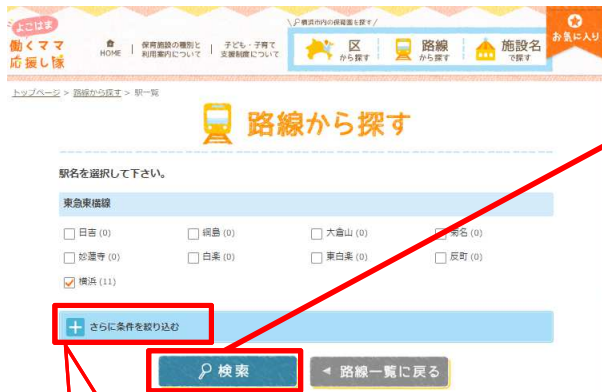 よこはま
働くママ
応援し隊
HOME
保育施設の種別と
利用案内について
子ども・子育て
支援制度について
横浜市内の保育園を探す
区
から探す
路線
から探す
施設名
で探す
お気に入り
トップページ > 路線から探す > 駅一覧
路線から探す
駅名を選択して下さい。
東急東横線
日吉 (0)
綱島 (0)
大倉山 (0)
菊名 (0)
妙蓮寺 (0)
白楽 (0)
東白楽 (0)
反町 (0)
横浜 (11)
さらに条件を絞り込む
検索
路線一覧に戻る